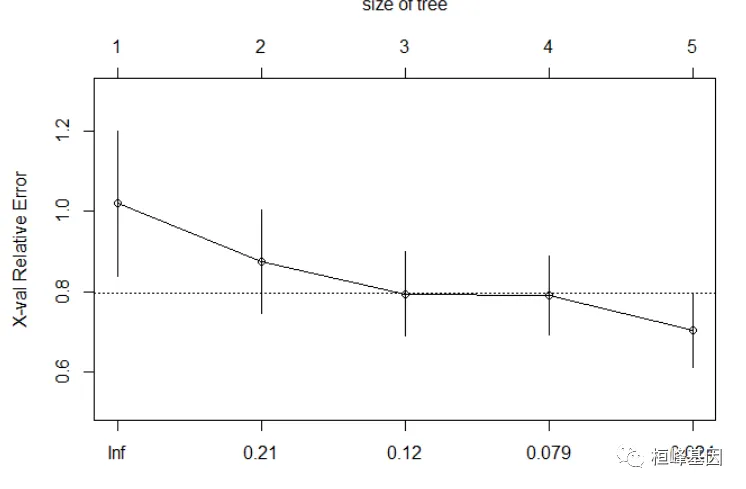 size of tree
1 2 3 4 5
X-val Relative Error
1.2
1.0
0.8
0.6
Inf 0.21 0.12 0.079
桓峰基因